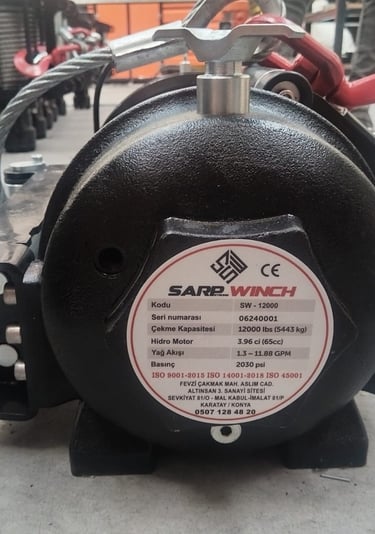 CE
SARP WINCH
Kodu SW - 12000
Seri numarası 06240001
Çekme Kapasitesi 12000 lbs (5443 kg)
Hidro Motor 3.96 ci (65cc)
Yağ Akışı 1.3 – 11.88 GPM
Basınç 2030 psi
ISO 9001-2015 ISO 14001-2018 ISO 45001
FEVZİ ÇAKMAK MAH. ASLIM CAD.
ALTINSAN 3. SANAYİ SİTESİ
SEVKİYAT 81/O - MAL KABUL-İMALAT 81/P
KARATAY / KONYA
0507 128 48 20